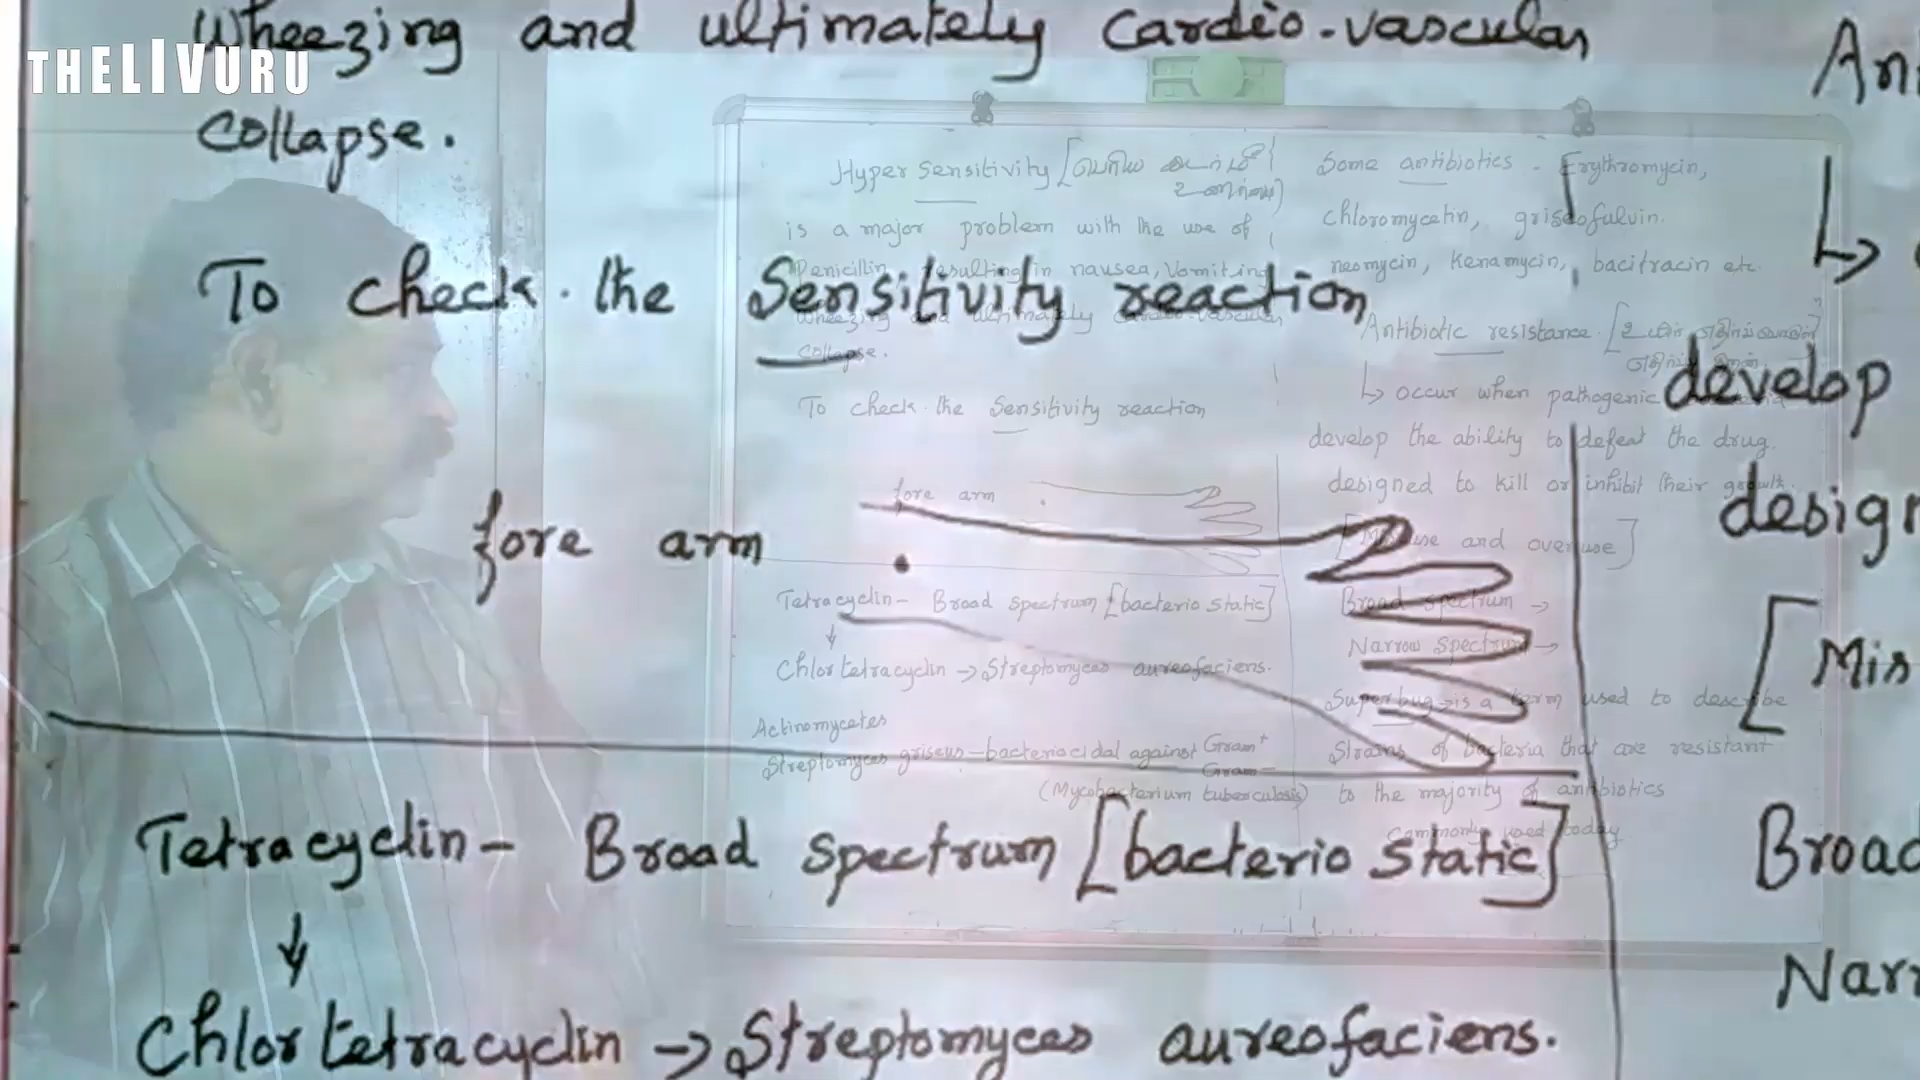 THELIVURU
Wheezing and ultimately Cardio-vascular
Collapse.
To check the Sensitivity reaction
fore arm
Tetracyclin - Broad Spectrum [bacterio static]
↓
Chlortetracyclin → Streptomyces aureofaciens.
An
↳
develop
design
[Mis
Broad
Narr
Hyper Sensitivity
is a major problem with the use of
Penicillin, resulting in nausea, Vomiting
Wheezing and ultimately Cardio-vascular
Collapse.
To check the Sensitivity reaction
fore arm
Tetracyclin - Broad Spectrum [bacterio static]
↓
Chlortetracyclin → Streptomyces aureofaciens.
Actinomycetes
Streptomyces griseus - bacteriocidal against Gram+
Gram-
(Mycobacterium tuberculosis)
Some antibiotics - Erythromycin,
chloromycetin, griseofulvin.
neomycin, Kenamycin, bacitracin etc.
Antibiotic resistance.
↳ occur when pathogenic bacteria
develop the ability to defeat the drug.
designed to kill or inhibit their growth.
[Misuse and overuse]
Broad spectrum →
Narrow Spectrum →
Superbug → is a term used to describe
Strains of bacteria that are resistant
to the majority of antibiotics
Commonly used today